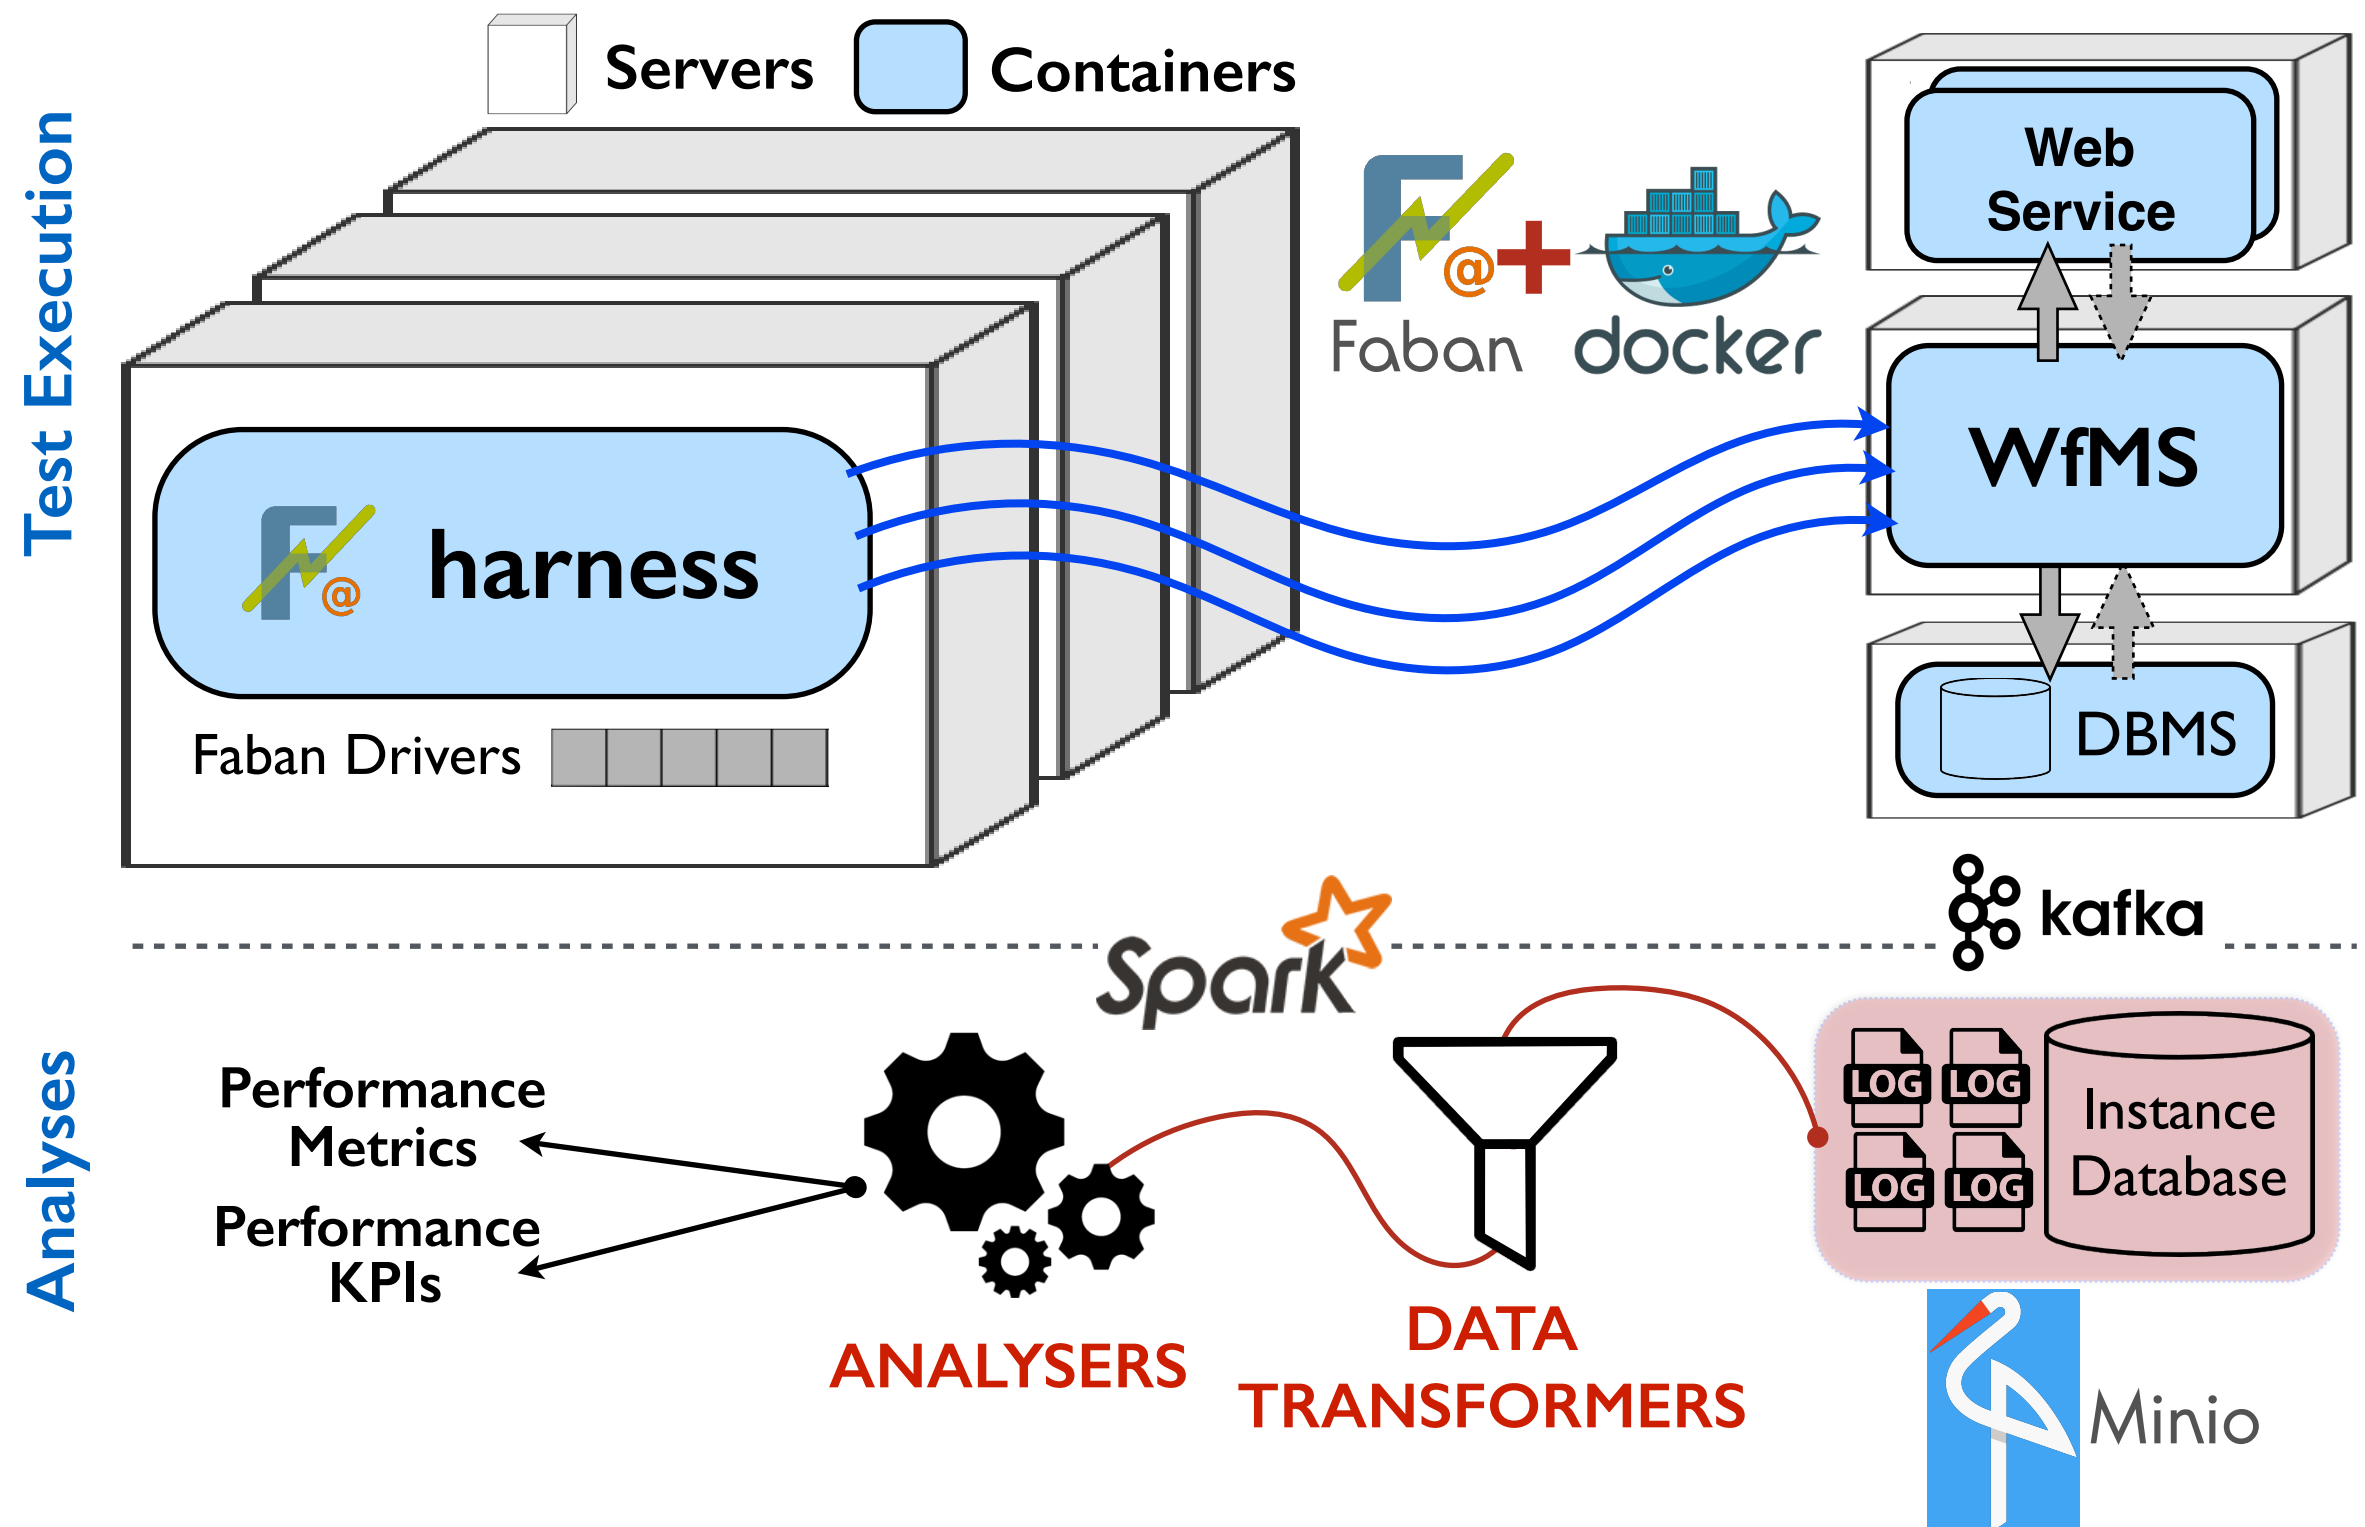 Servers
Containers
Test Execution
Web
Service
@
Faban
docker
WfMS
@
harness
Faban Drivers
DBMS
kafka
Spark
Analyses
Performance
Metrics
Performance
KPIs
LOG
LOG
LOG
LOG
Instance
Database
ANALYSERS
DATA
TRANSFORMERS
Minio